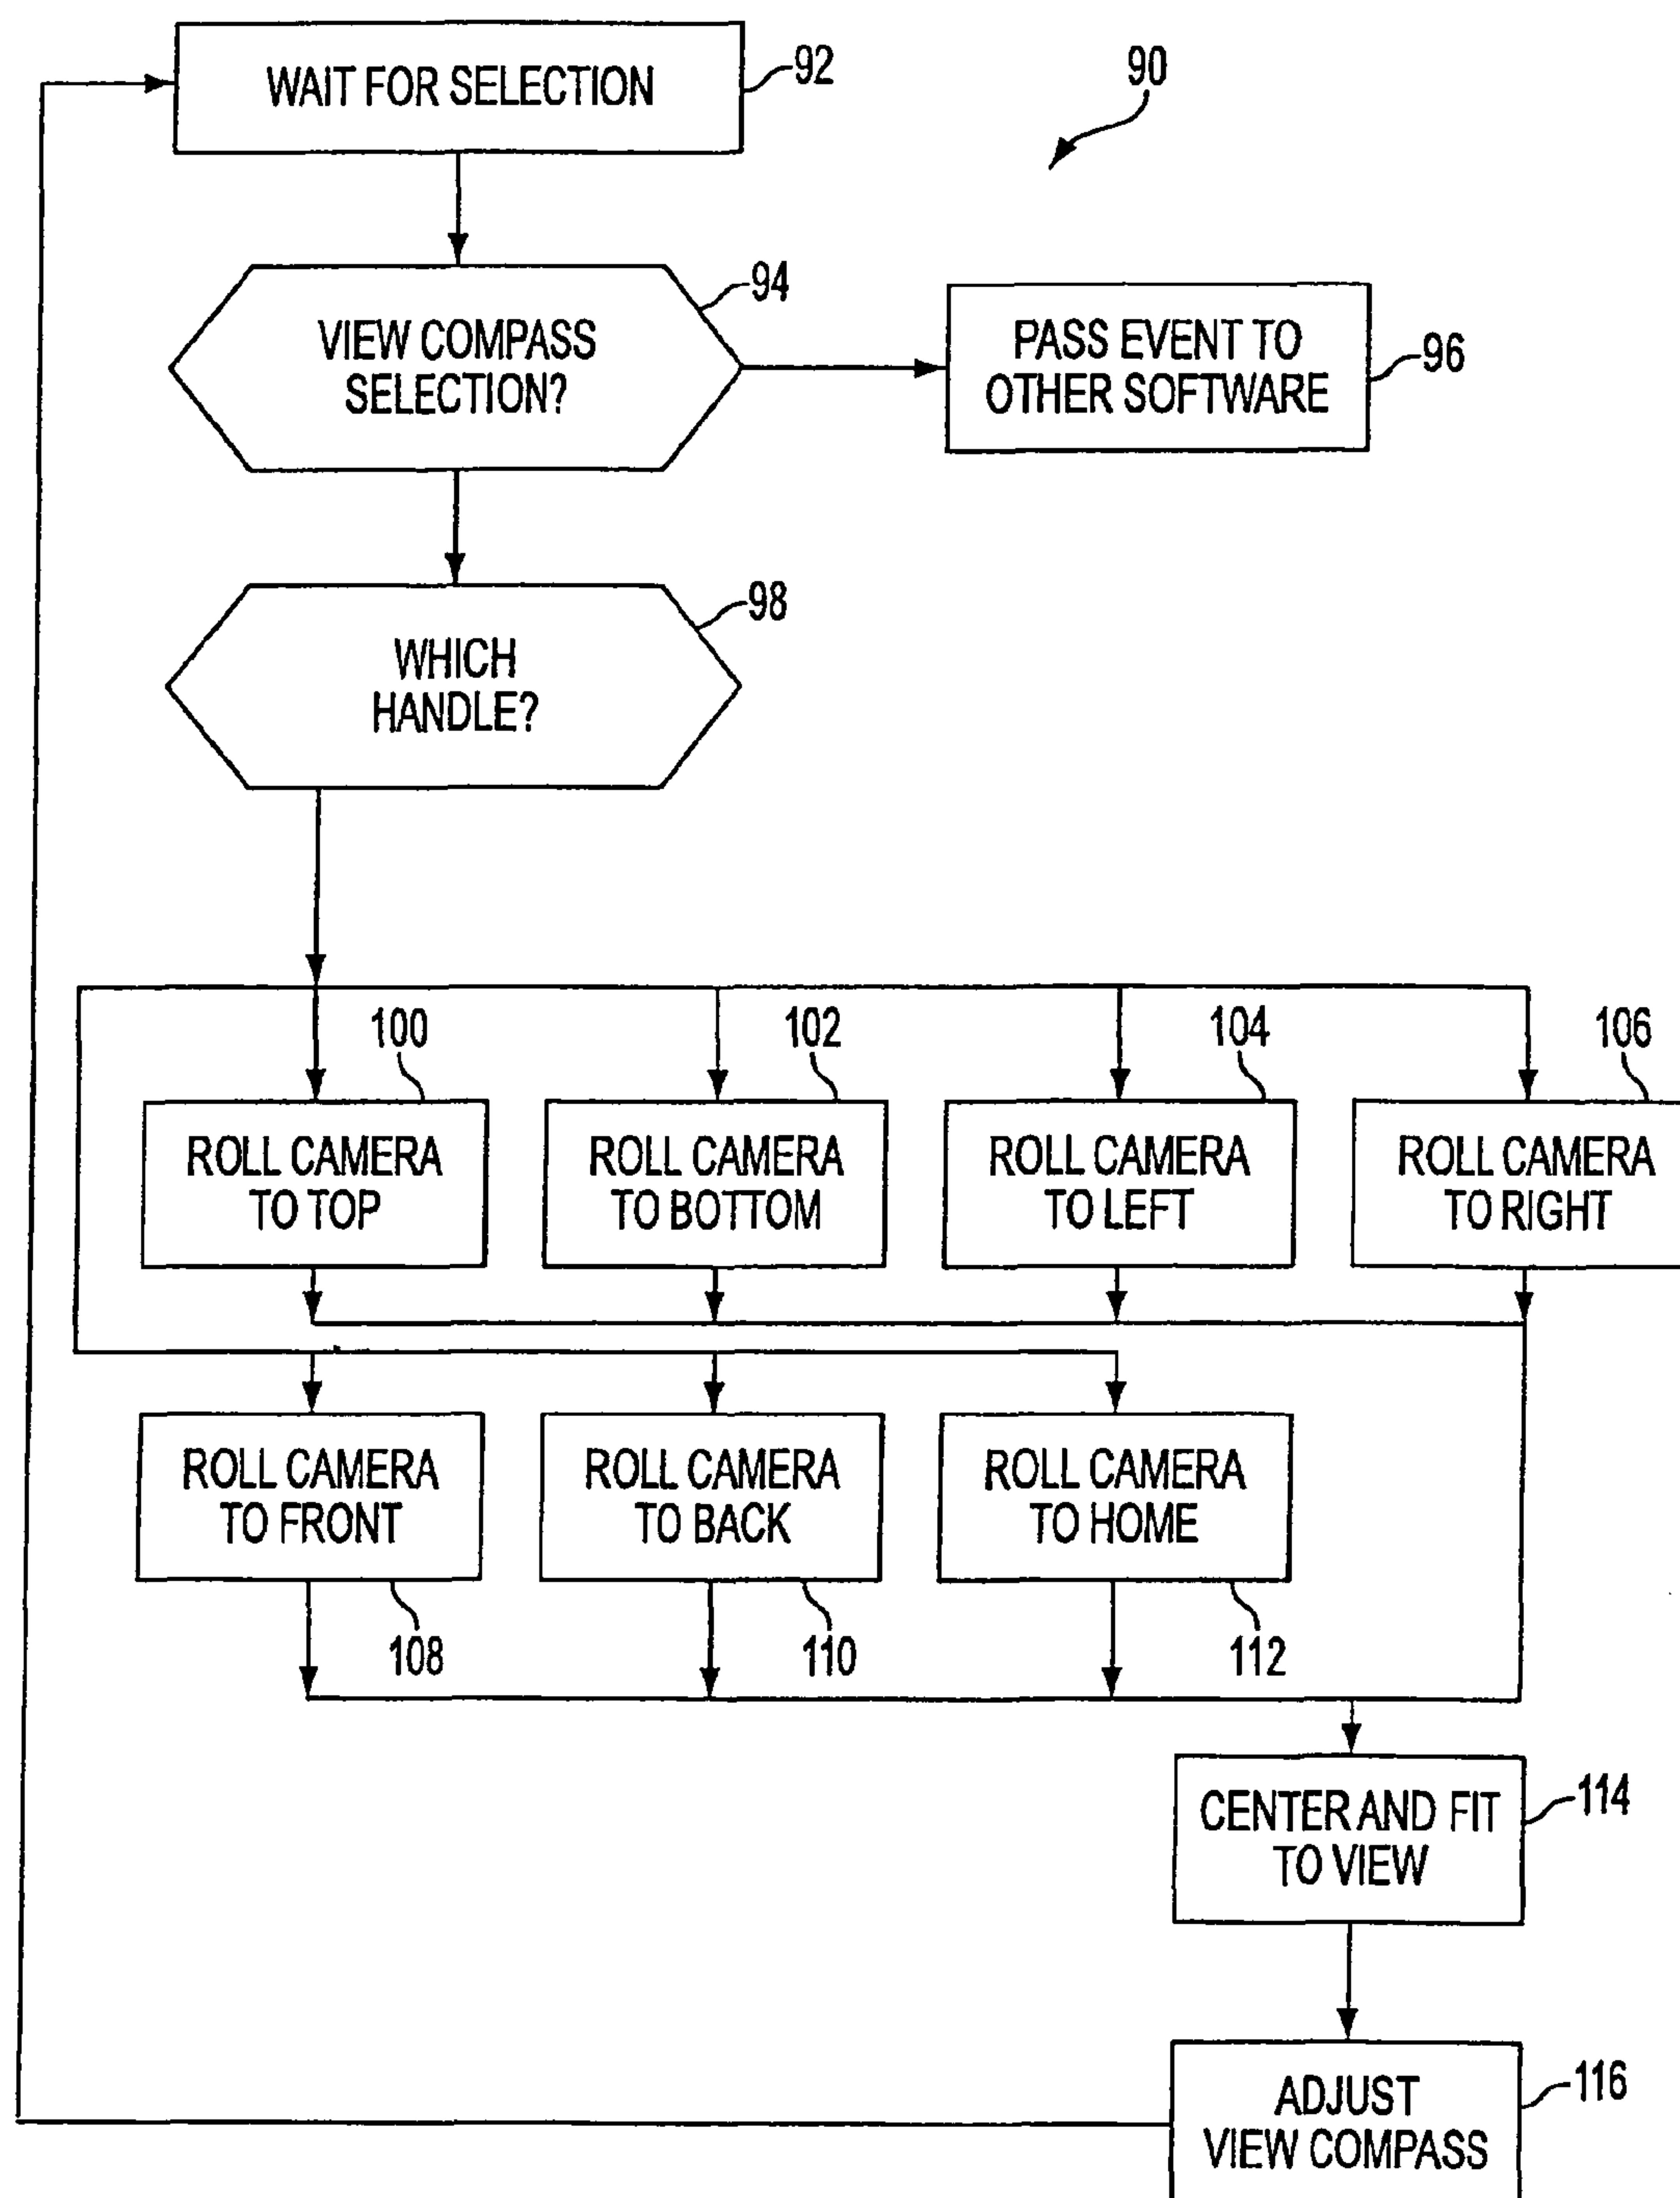 WAIT FOR SELECTION
92
90
VIEW COMPASS
SELECTION?
94
PASS EVENT TO
OTHER SOFTWARE
96
WHICH
HANDLE?
98
100
102
104
106
ROLL CAMERA
TO TOP
ROLL CAMERA
TO BOTTOM
ROLL CAMERA
TO LEFT
ROLL CAMERA
TO RIGHT
ROLL CAMERA
TO FRONT
ROLL CAMERA
TO BACK
ROLL CAMERA
TO HOME
108
110
112
CENTER AND FIT
TO VIEW
114
ADJUST
VIEW COMPASS
116